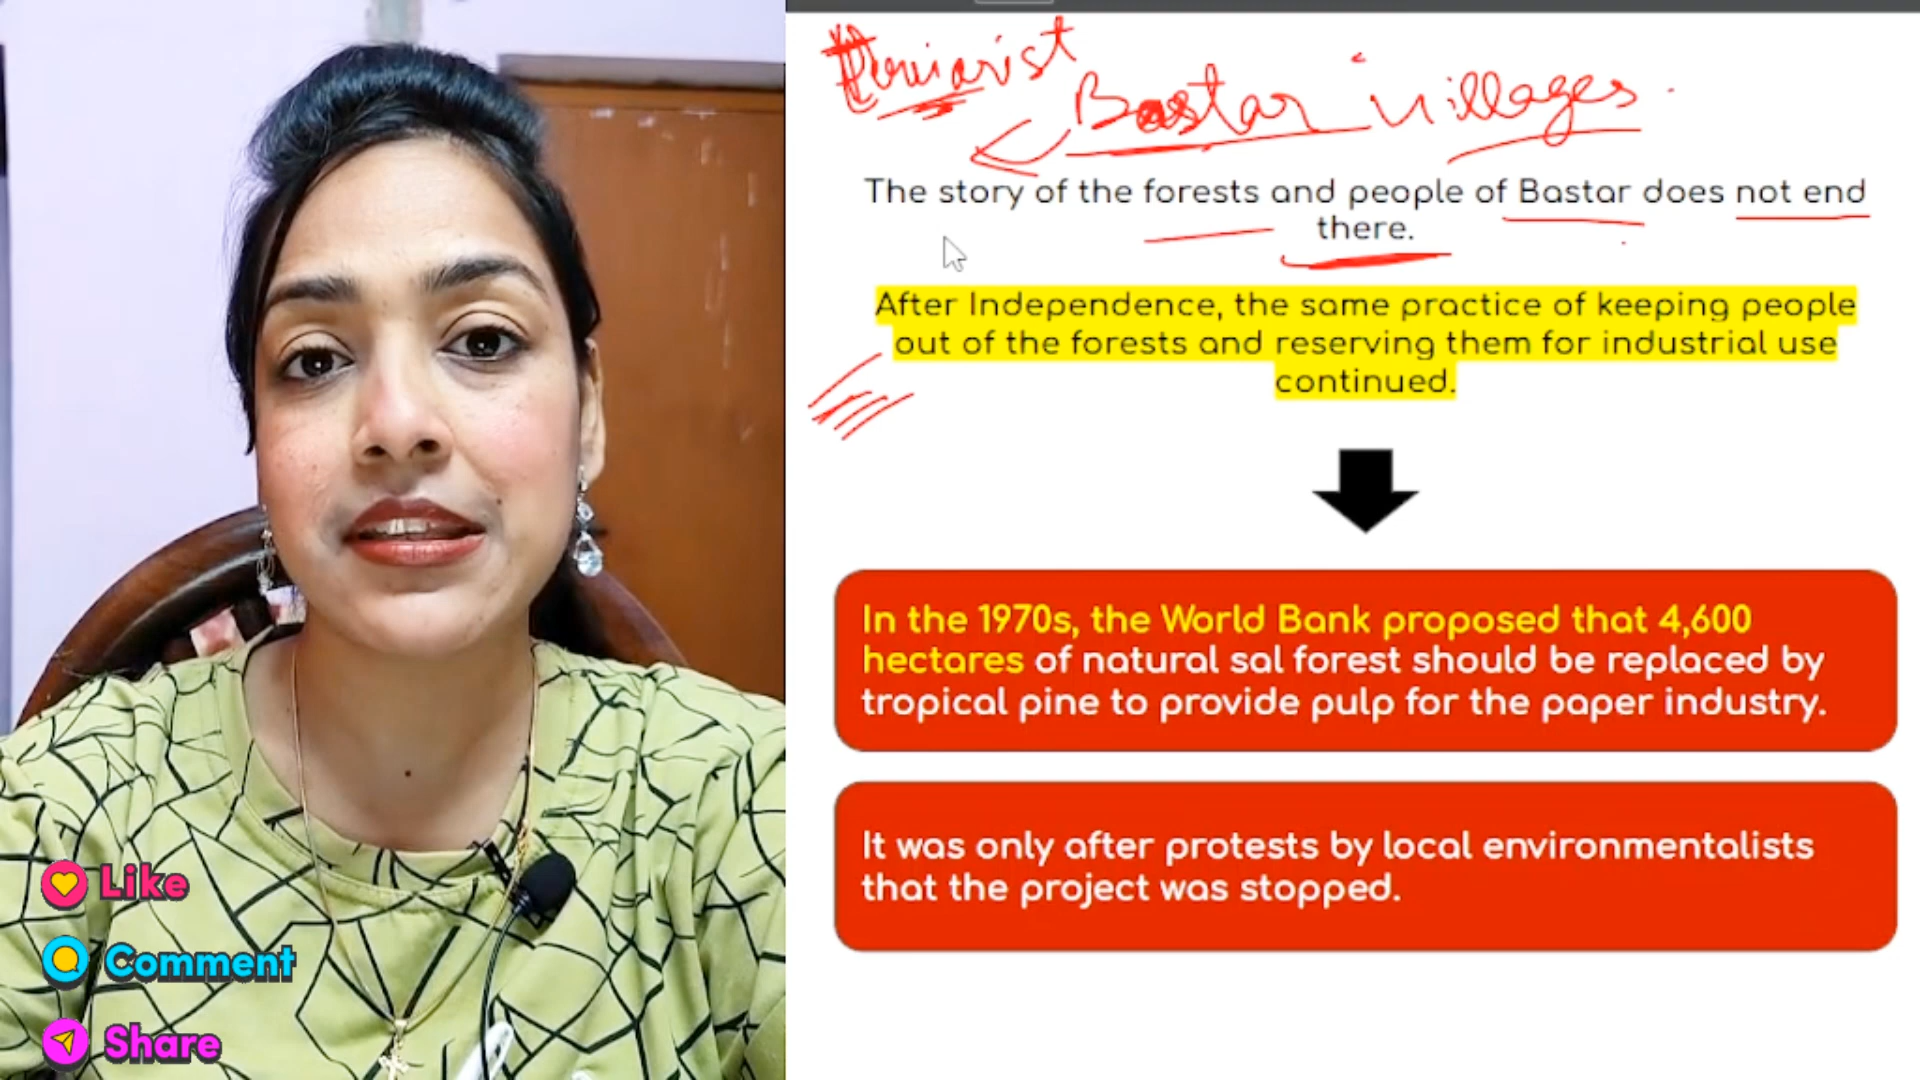 Bastar villages.
The story of the forests and people of Bastar does not end
there.
After Independence, the same practice of keeping people
out of the forests and reserving them for industrial use
continued.
In the 1970s, the World Bank proposed that 4,600
hectares of natural sal forest should be replaced by
tropical pine to provide pulp for the paper industry.
It was only after protests by local environmentalists
that the project was stopped.
Like
Comment
Share